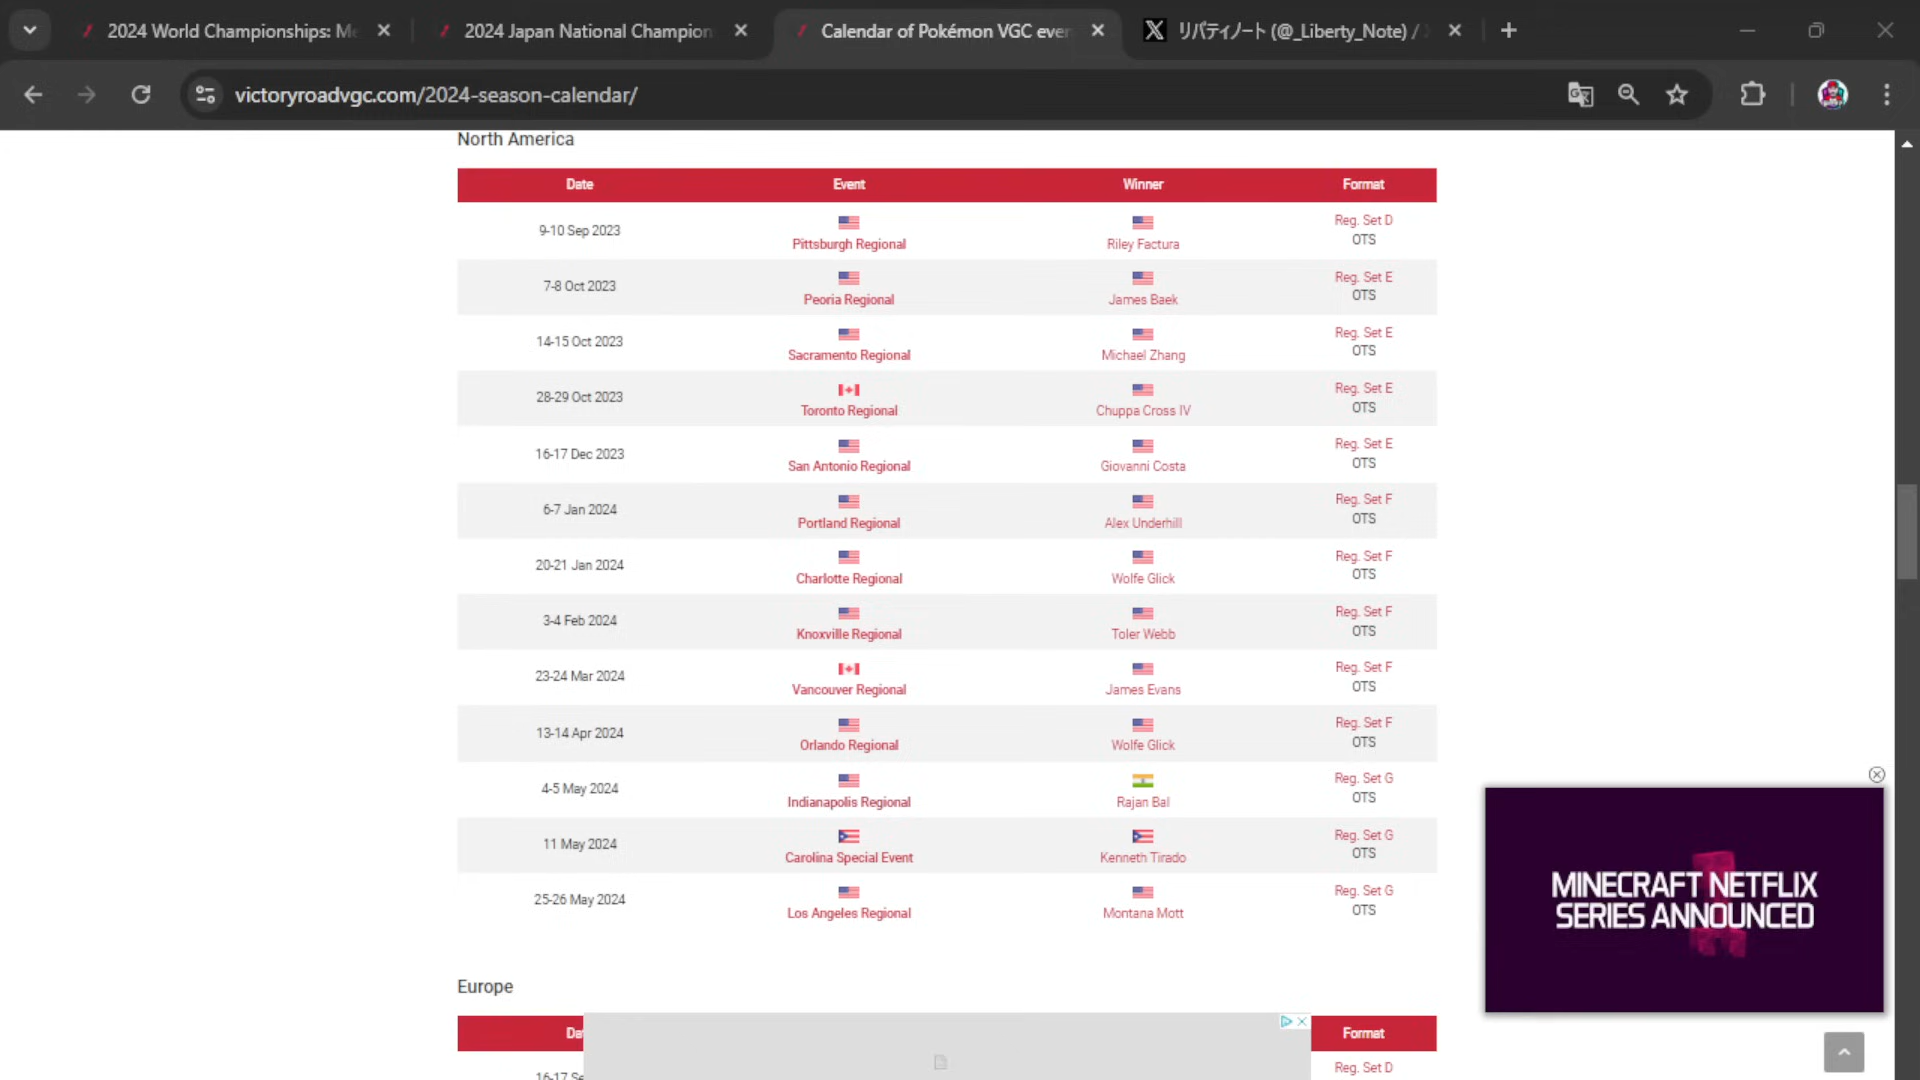 2024 World Championships: Me
2024 Japan National Champion
Calendar of Pokémon VGC even
リバティノート (@_Liberty_Note) /
victoryroadvgc.com/2024-season-calendar/
North America
Date Event Winner Format
9-10 Sep 2023 Pittsburgh Regional Riley Factura Reg. Set D OTS
7-8 Oct 2023 Peoria Regional James Baek Reg. Set E OTS
14-15 Oct 2023 Sacramento Regional Michael Zhang Reg. Set E OTS
28-29 Oct 2023 Toronto Regional Chuppa Cross IV Reg. Set E OTS
16-17 Dec 2023 San Antonio Regional Giovanni Costa Reg. Set E OTS
6-7 Jan 2024 Portland Regional Alex Underhill Reg. Set F OTS
20-21 Jan 2024 Charlotte Regional Wolfe Glick Reg. Set F OTS
3-4 Feb 2024 Knoxville Regional Toler Webb Reg. Set F OTS
23-24 Mar 2024 Vancouver Regional James Evans Reg. Set F OTS
13-14 Apr 2024 Orlando Regional Wolfe Glick Reg. Set F OTS
4-5 May 2024 Indianapolis Regional Rajan Bal Reg. Set G OTS
11 May 2024 Carolina Special Event Kenneth Tirado Reg. Set G OTS
25-26 May 2024 Los Angeles Regional Montana Mott Reg. Set G OTS
MINECRAFT NETFLIX
SERIES ANNOUNCED
Europe
Da Format
16-17 Se Reg. Set D